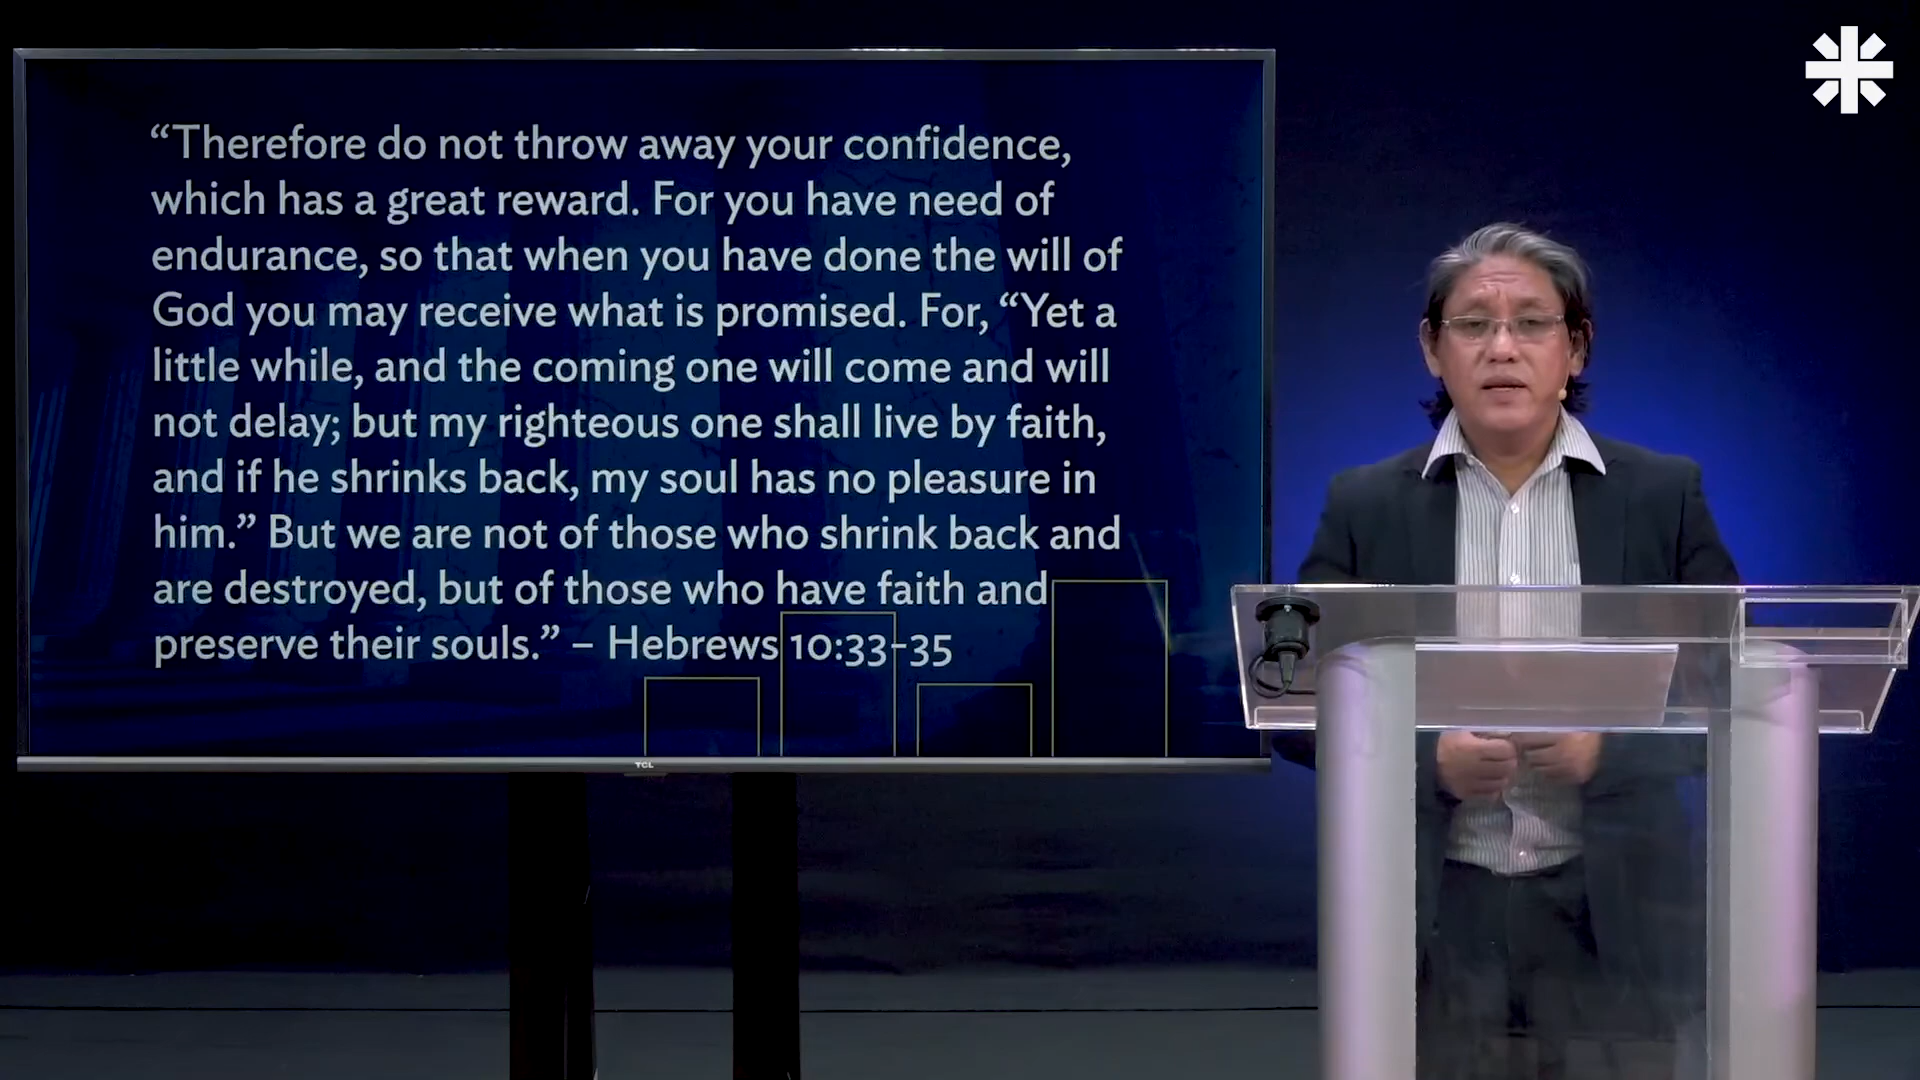 “Therefore do not throw away your confidence,
which has a great reward. For you have need of
endurance, so that when you have done the will of
God you may receive what is promised. For, “Yet a
little while, and the coming one will come and will
not delay; but my righteous one shall live by faith,
and if he shrinks back, my soul has no pleasure in
him.” But we are not of those who shrink back and
are destroyed, but of those who have faith and
preserve their souls.” – Hebrews 10:33-35
TCL